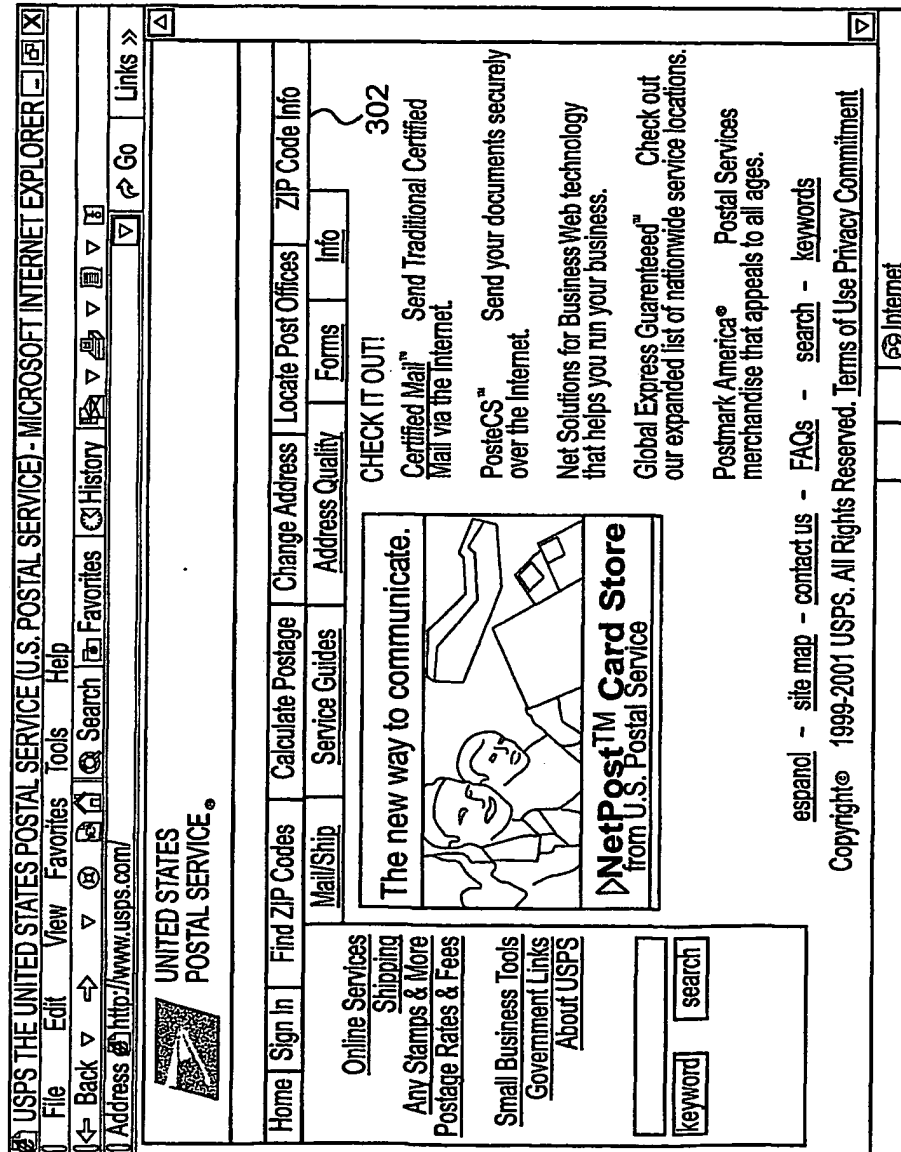 USPS THE UNITED STATES POSTAL SERVICE (U.S. POSTAL SERVICE) - MICROSOFT INTERNET EXPLORER
File Edit View Favorites Tools Help
Back Search Favorites History
Address http://www.usps.com/ Go Links »
UNITED STATES
POSTAL SERVICE®
Home Sign In Find ZIP Codes Calculate Postage Change Address Locate Post Offices ZIP Code Info
302
Mail/Ship Service Guides Address Quality Forms Info
Online Services
Shipping
Any Stamps & More
Postage Rates & Fees
Small Business Tools
Government Links
About USPS
keyword search
The new way to communicate.
>NetPost™ Card Store
from U.S. Postal Service
CHECK IT OUT!
Certified Mail™ Send Traditional Certified
Mail via the Internet.
PosteCS™ Send your documents securely
over the Internet.
Net Solutions for Business Web technology
that helps you run your business.
Global Express Guarenteeed™ Check out
our expanded list of nationwide service locations.
Postmark America® Postal Services
merchandise that appeals to all ages.
espanol - site map - contact us - FAQs - search - keywords
Copyright© 1999-2001 USPS. All Rights Reserved. Terms of Use Privacy Commitment
Internet